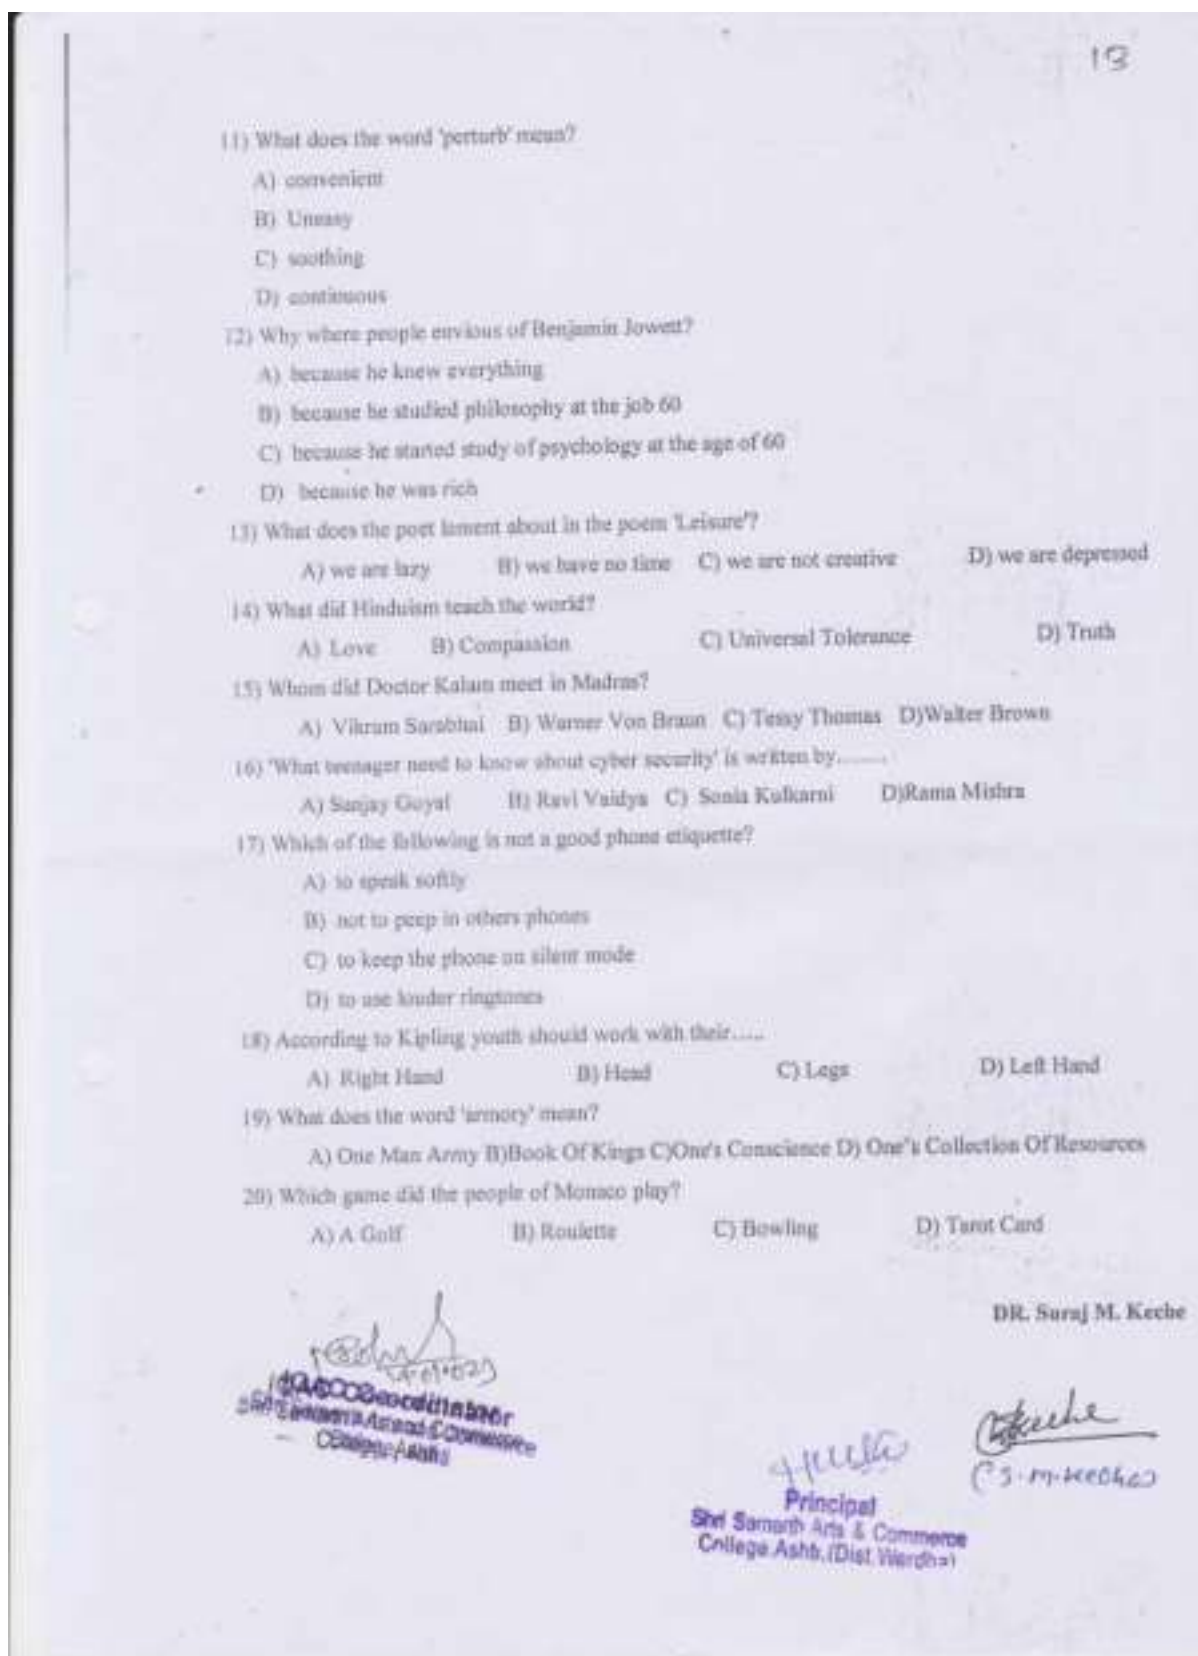 13
11) What does the word 'perturb' mean?
A) convenient
B) Uneasy
C) soothing
D) continuous
12) Why where people envious of Benjamin Jowett?
A) because he knew everything
B) because he studied philosophy at the job 60
C) because he started study of psychology at the age of 60
D) because he was rich
13) What does the poet lament about in the poem 'Leisure'?
A) we are lazy B) we have no time C) we are not creative D) we are depressed
14) What did Hinduism teach the world?
A) Love B) Compassion C) Universal Tolerance D) Truth
15) Whom did Doctor Kalam meet in Madras?
A) Vikram Sarabhai B) Warner Von Braun C) Tessy Thomas D)Walter Brown
16) 'What teenager need to know about cyber security' is written by.........
A) Sanjay Goyal B) Ravi Vaidya C) Sonia Kulkarni D)Rama Mishra
17) Which of the following is not a good phone etiquette?
A) to speak softly
B) not to peep in others phones
C) to keep the phone on silent mode
D) to use louder ringtones
18) According to Kipling youth should work with their......
A) Right Hand B) Head C) Legs D) Left Hand
19) What does the word 'armory' mean?
A) One Man Army B)Book Of Kings C)One's Conscience D) One"s Collection Of Resources
20) Which game did the people of Monaco play?
A) A Golf B) Roulette C) Bowling D) Tarot Card
DR. Suraj M. Keche
Coordinator
Arts and Commerce
College, Ashti
(S.M.Keche)
Principal
Shri Samarth Arts & Commerce
College Ashti, (Dist. Wardha)